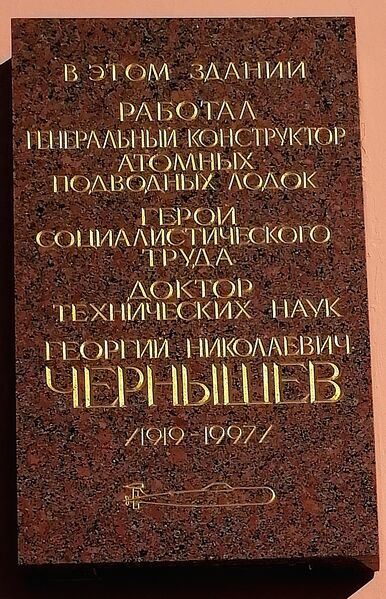 В ЭТОМ ЗДАНИИ
РАБОТАЛ
ГЕНЕРАЛЬНЫЙ КОНСТРУКТОР
АТОМНЫХ
ПОДВОДНЫХ ЛОДОК
ГЕРОЙ
СОЦИАЛИСТИЧЕСКОГО
ТРУДА
ДОКТОР
ТЕХНИЧЕСКИХ НАУК
ГЕОРГИЙ НИКОЛАЕВИЧ
ЧЕРНЫШЕВ
/1919-1997/